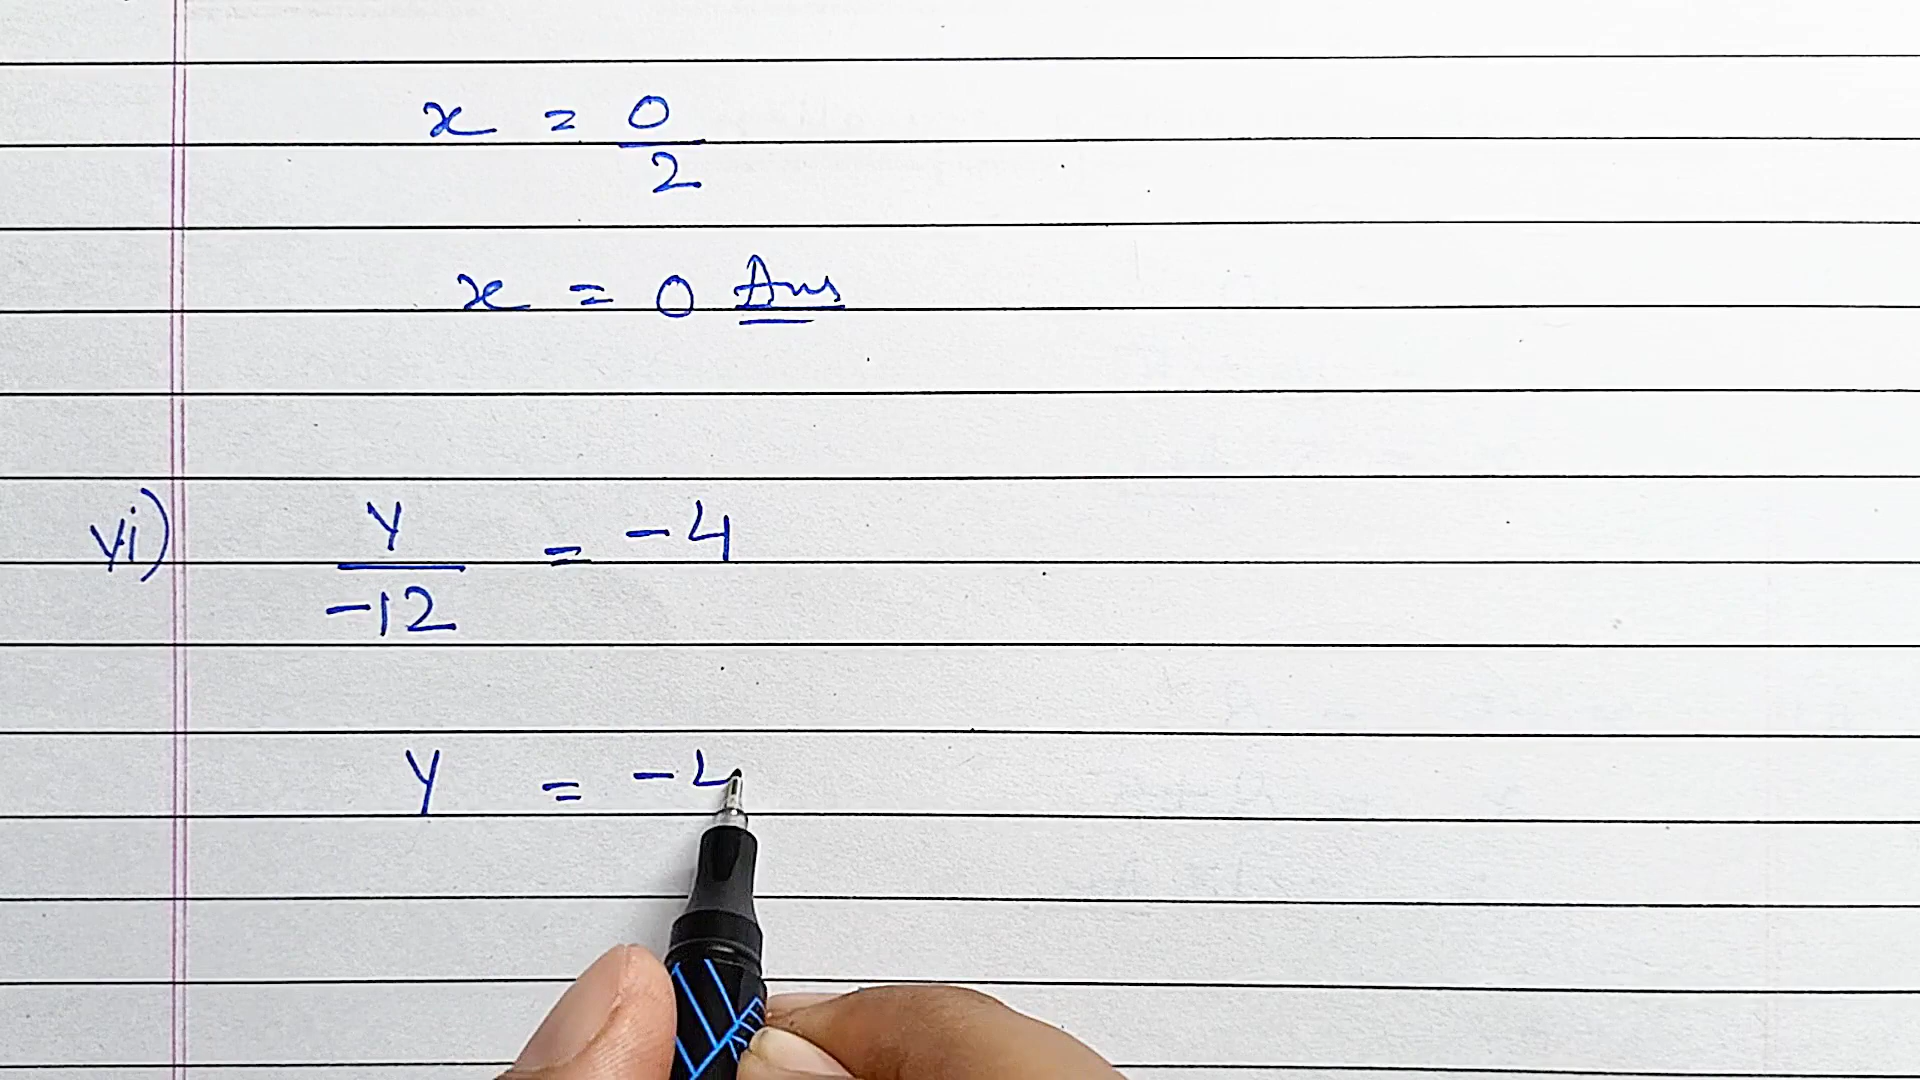 x = 0/2
x = 0 Ans
vi) y/-12 = -4
y = -4